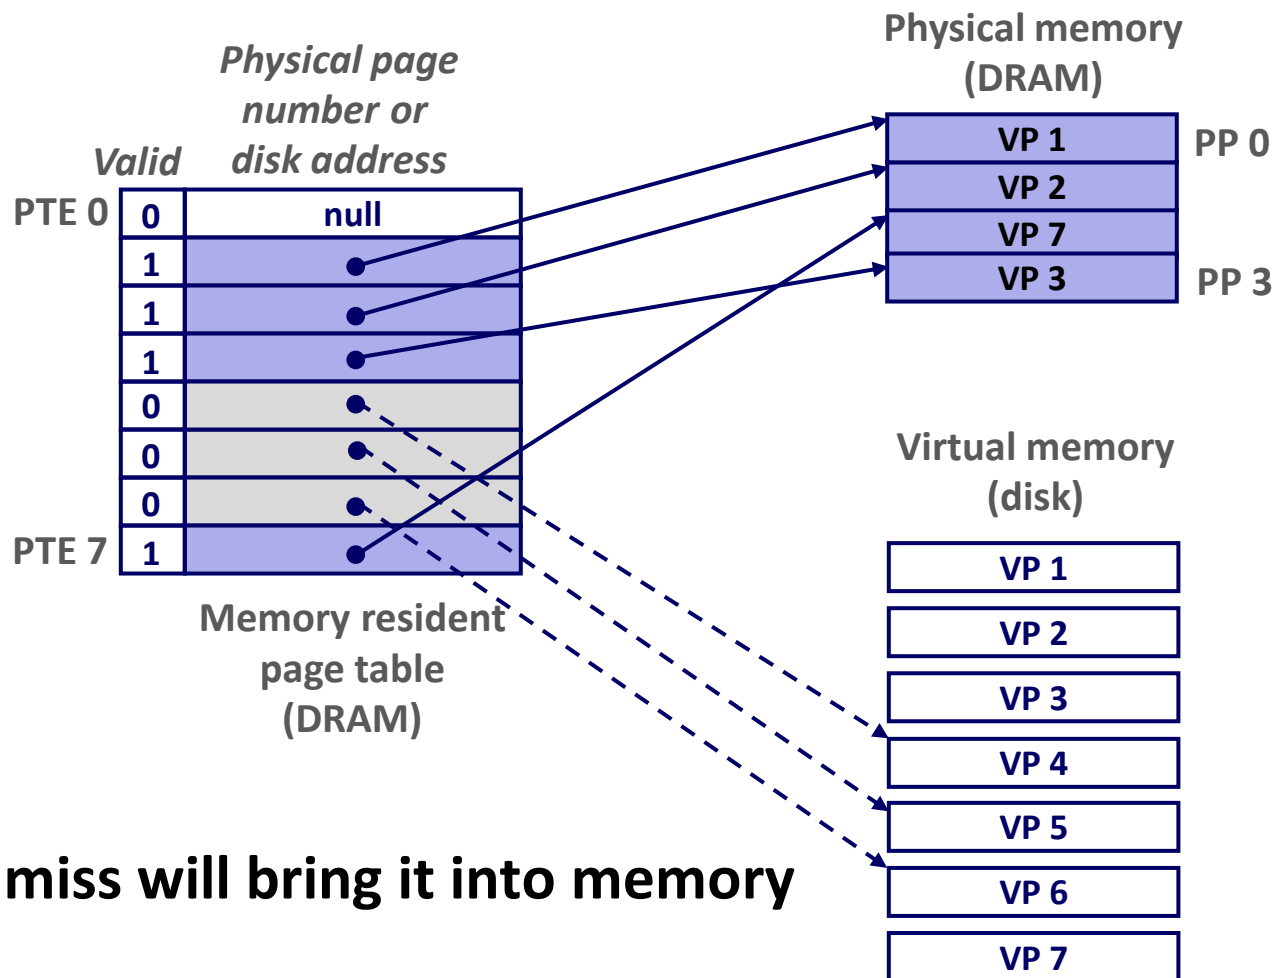 Physical page
number or
disk address
Valid
PTE 0
0
null
1
1
1
0
0
0
PTE 7
1
Memory resident
page table
(DRAM)
Physical memory
(DRAM)
VP 1
PP 0
VP 2
VP 7
VP 3
PP 3
Virtual memory
(disk)
VP 1
VP 2
VP 3
VP 4
VP 5
VP 6
VP 7
miss will bring it into memory